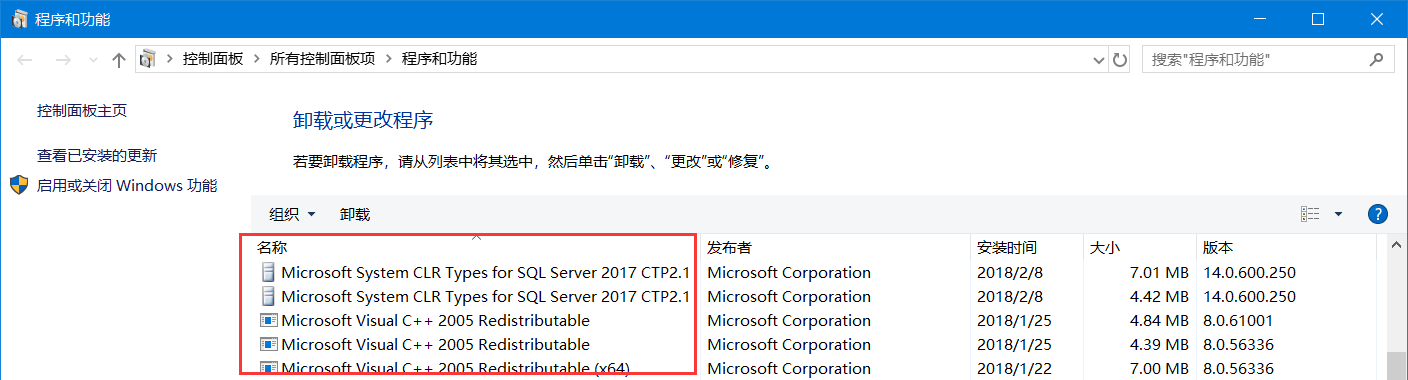 程序和功能
控制面板 所有控制面板项 程序和功能
搜索"程序和功能"
控制面板主页
查看已安装的更新
启用或关闭 Windows 功能
卸载或更改程序
若要卸载程序，请从列表中将其选中，然后单击“卸载”、“更改”或“修复”。
组织 卸载
?
名称 发布者 安装时间 大小 版本
Microsoft System CLR Types for SQL Server 2017 CTP2.1 Microsoft Corporation 2018/2/8 7.01 MB 14.0.600.250
Microsoft System CLR Types for SQL Server 2017 CTP2.1 Microsoft Corporation 2018/2/8 4.42 MB 14.0.600.250
Microsoft Visual C++ 2005 Redistributable Microsoft Corporation 2018/1/25 4.84 MB 8.0.61001
Microsoft Visual C++ 2005 Redistributable Microsoft Corporation 2018/1/25 4.39 MB 8.0.56336
Microsoft Visual C++ 2005 Redistributable (x64) Microsoft Corporation 2018/1/22 7.00 MB 8.0.56336